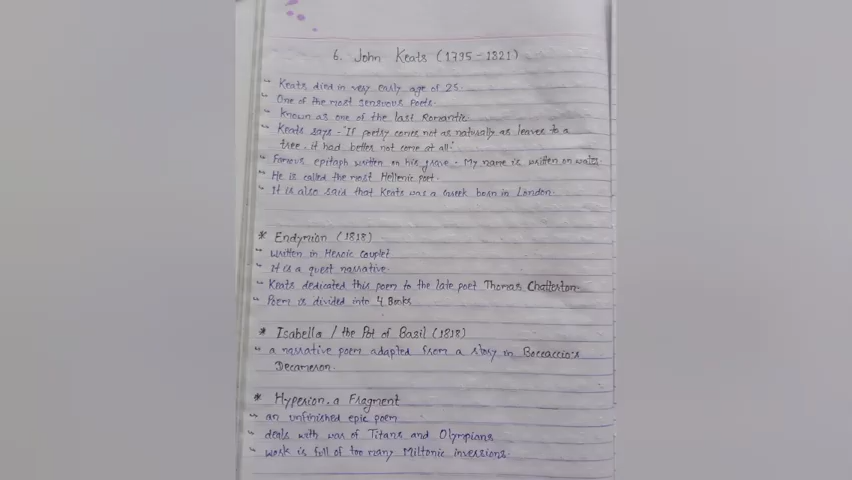 6. John Keats (1795-1821)
Keats died in very early age of 25.
One of the most sensuous poets.
Known as one of the last Romantic
Keats says - "If poetry comes not as naturally as leaves to a
tree, it had better not come at all."
Famous epitaph written on his grave - My name is written on water.
He is called the most Hellenic poet.
It is also said that Keats was a Greek born in London.
* Endymion (1818)
written in Heroic couplet
It is a quest narrative.
Keats dedicated this poem to the late poet Thomas Chatterton.
Poem is divided into 4 Books
* Isabella / the Pot of Basil (1818)
a narrative poem adapted from a story in Boccaccio's
Decameron.
* Hyperion, a Fragment
an unfinished epic poem
deals with war of Titans and Olympians
work is full of too many Miltonic inversions.